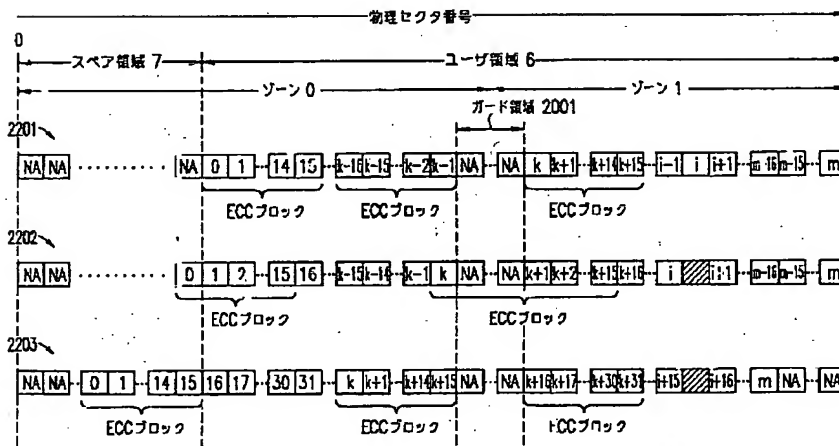 物理セクタ番号
0
スペア領域 7 ユーザ領域 6
ゾーン 0 ゾーン 1
ガード領域 2001
2201
NA NA ········· NA 0 1 ··· 14 15 ··· k-16 k-15 ··· k-2 k-1 NA ··· NA k k+1 ··· k+14 k+15 ··· i-1 i i+1 ··· m-16 m-15 ··· m
ECCブロック ECCブロック ECCブロック
2202
NA NA ········· 0 1 2 ··· 15 16 ··· k-15 k-14 ··· k-1 k NA ··· NA k+1 k+2 ··· k+15 k+16 ··· i i+1 ··· m-16 m-15 ··· m
ECCブロック ECCブロック
2203
NA NA ··· 0 1 ··· 14 15 16 17 ··· 30 31 ··· k k+1 ··· k+14 k+15 NA ··· NA k+16 k+17 ··· k+30 k+31 ··· i+15 i+16 ··· m NA ··· NA
ECCブロック ECCブロック ECCブロック